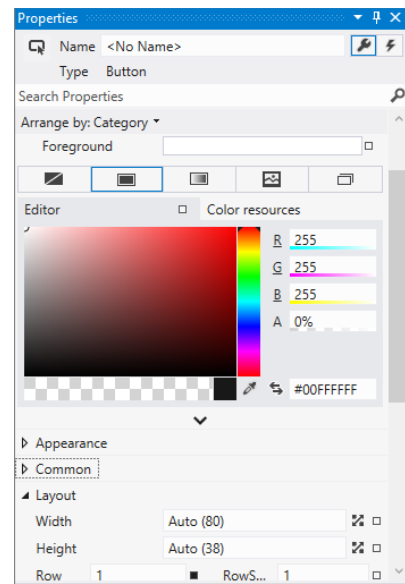 Properties
Name <No Name>
Type Button
Search Properties
Arrange by: Category
Foreground
Editor Color resources
R 255
G 255
B 255
A 0%
#00FFFFFF
Appearance
Common
Layout
Width Auto (80)
Height Auto (38)
Row 1 RowS... 1